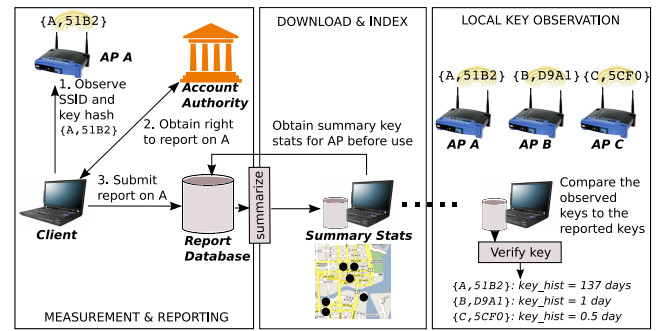 DOWNLOAD & INDEX
LOCAL KEY OBSERVATION
{A,51B2}
AP A
1. Observe
SSID and
key hash
{A,51B2}
Account
Authority
2. Obtain right
to report on A
3. Submit
report on A
Client
Report
Database
MEASUREMENT & REPORTING
summarize
Obtain summary key
stats for AP before use
Summary Stats
{A,51B2}
{B,D9A1}
{C,5CF0}
AP A
AP B
AP C
Compare the
observed
keys to the
reported keys
Verify key
{A,51B2}: key_hist = 137 days
{B,D9A1}: key_hist = 1 day
{C,5CF0}: key_hist = 0.5 day